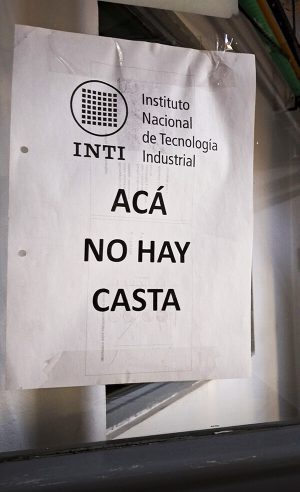 Instituto
Nacional
de Tecnología
Industrial
INTI
ACÁ
NO HAY
CASTA